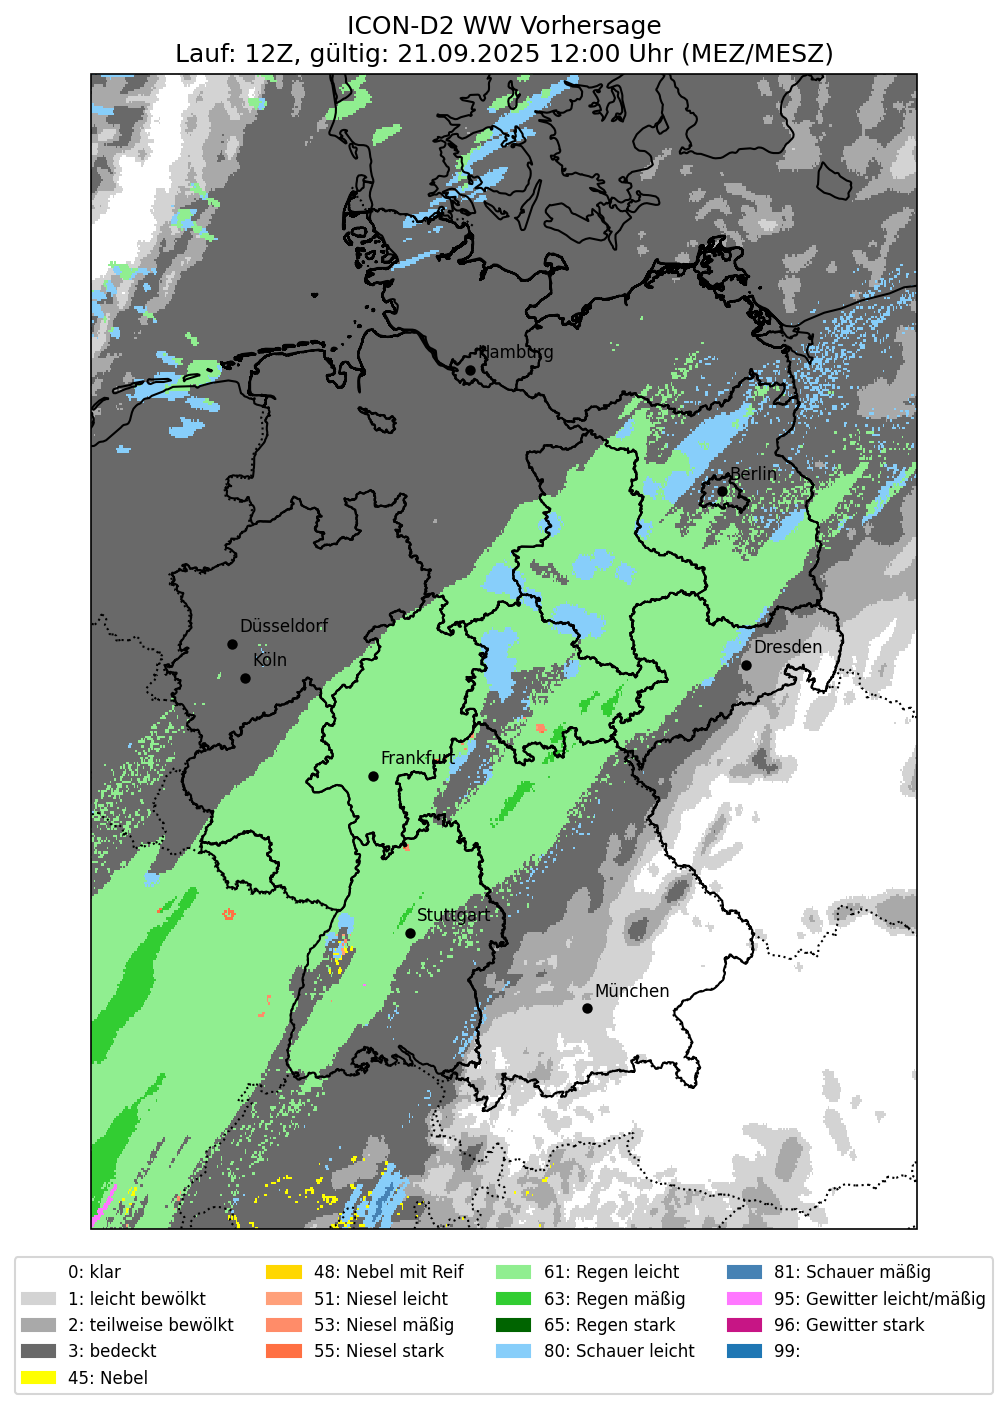 ICON-D2 WW Vorhersage
Lauf: 12Z, gültig: 21.09.2025 12:00 Uhr (MEZ/MESZ)
Hamburg
Berlin
Düsseldorf
Köln
Dresden
Frankfurt
Stuttgart
München
0: klar
1: leicht bewölkt
2: teilweise bewölkt
3: bedeckt
45: Nebel
48: Nebel mit Reif
51: Niesel leicht
53: Niesel mäßig
55: Niesel stark
61: Regen leicht
63: Regen mäßig
65: Regen stark
80: Schauer leicht
81: Schauer mäßig
95: Gewitter leicht/mäßig
96: Gewitter stark
99: